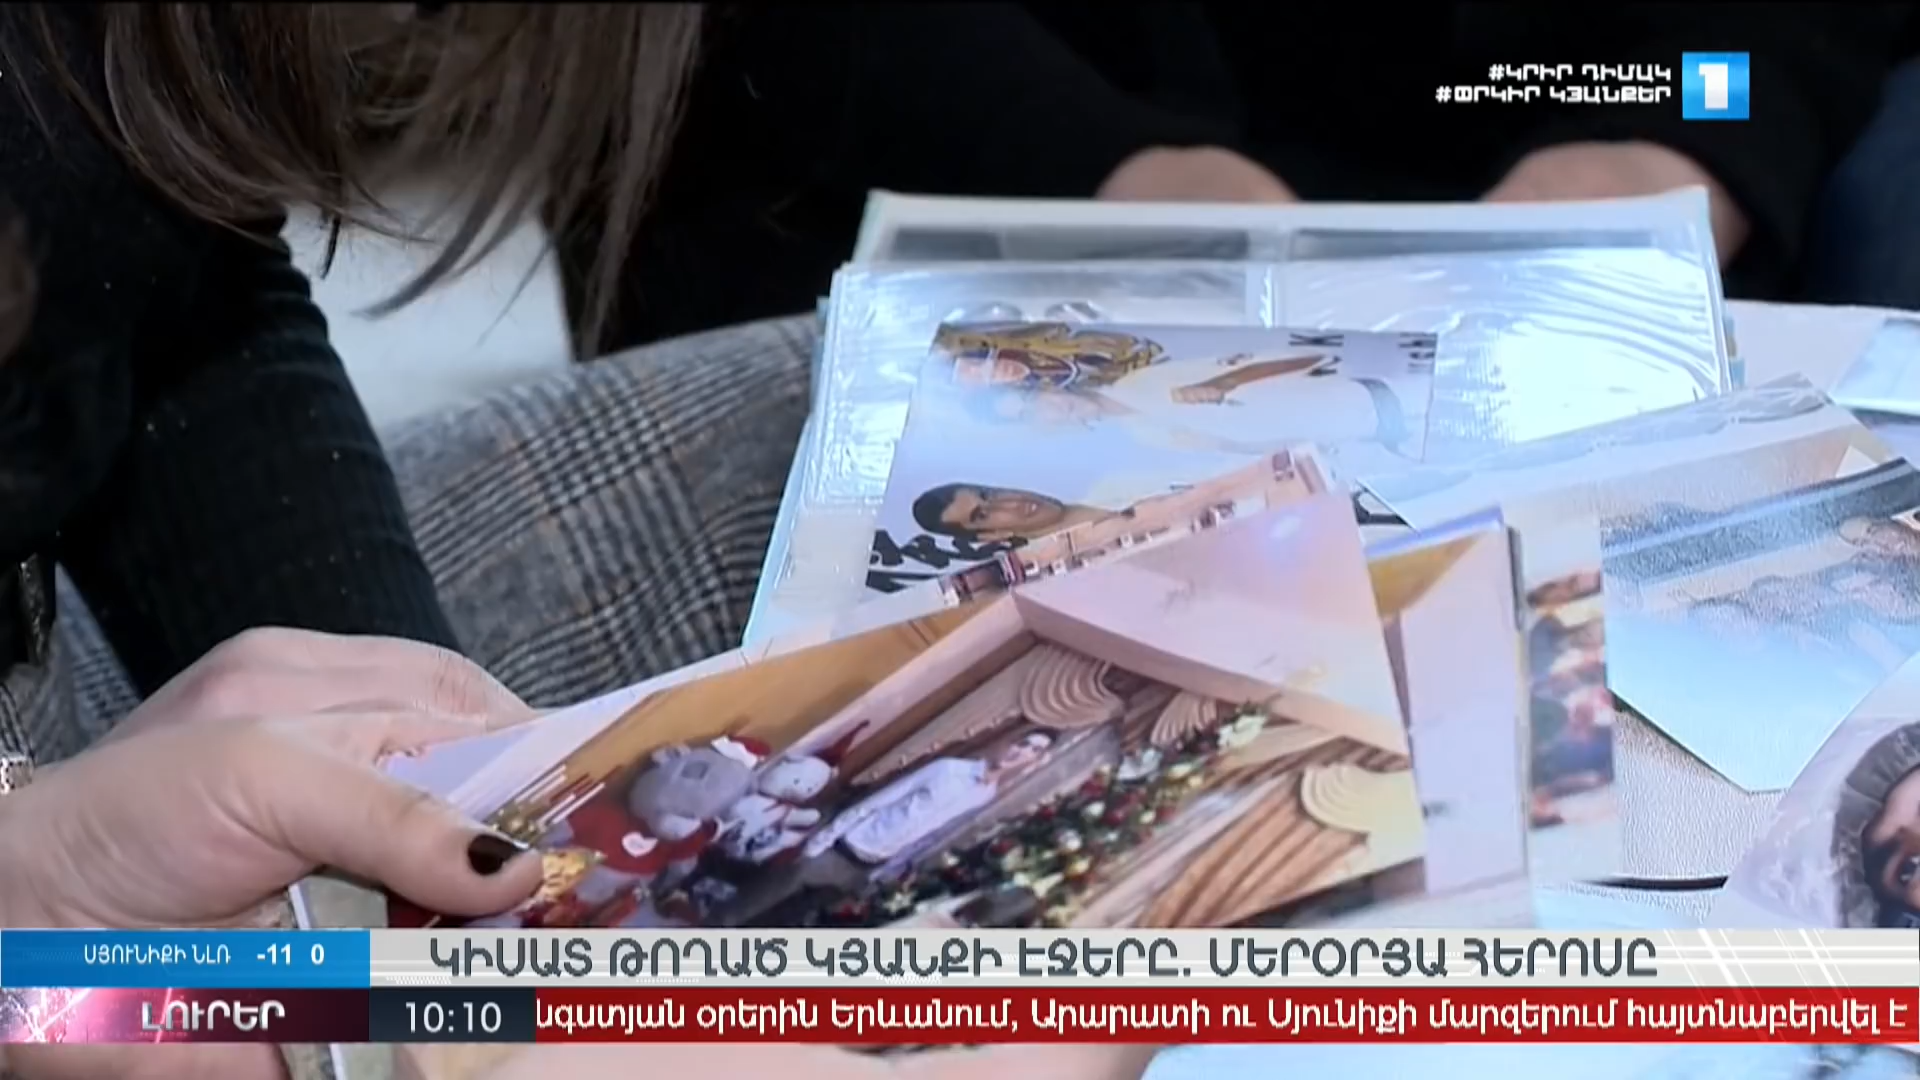 #ԿՐԻՐ ԴԻՄԱԿ
#ՓՐԿԻՐ ԿՅԱՆՔԵՐ
1
ՍՅՈՒՆԻՔԻ ՆԼՌ -11 0
ԿԻՍԱՏ ԹՈՂԱԾ ԿՅԱՆՔԻ ԷՋԵՐԸ. ՄԵՐՕՐՅԱ ՀԵՐՈՍԸ
ԼՈՒՐԵՐ
10:10
նգստյան օրերին Երևանում, Արարատի ու Սյունիքի մարզերում հայտնաբերվել է